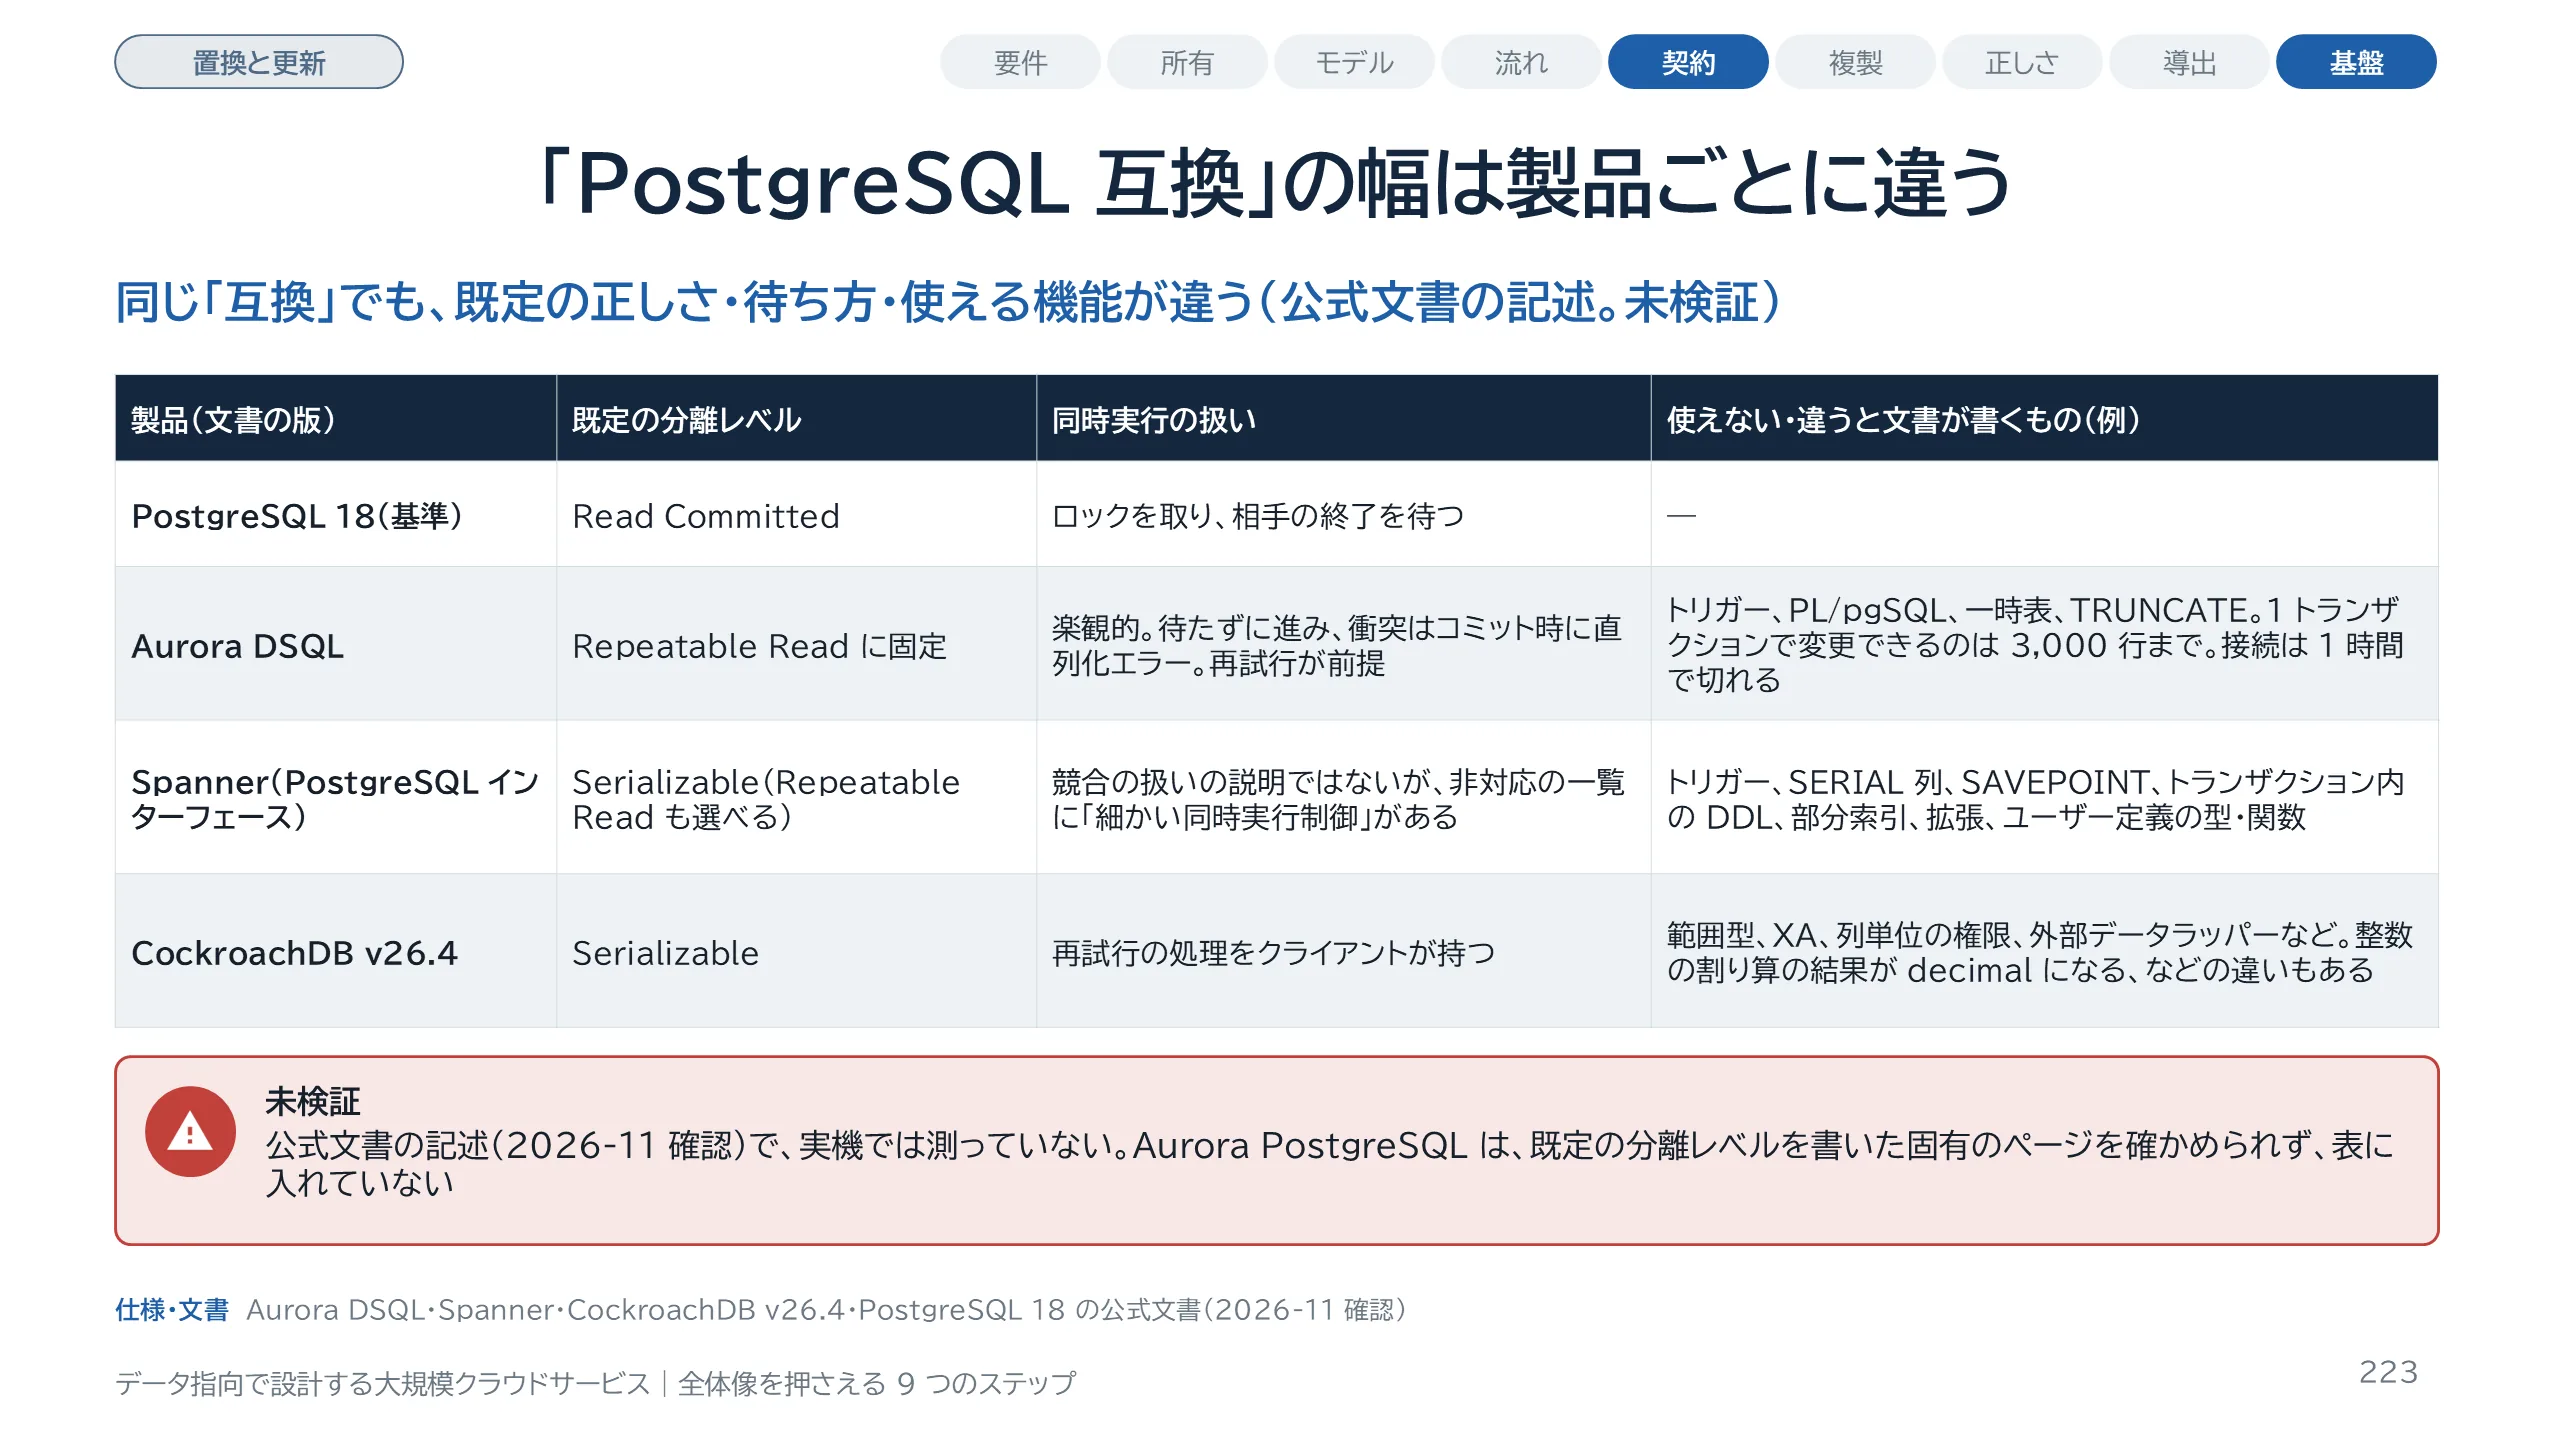 置換と更新
要件
所有
モデル
流れ
契約
複製
正しさ
導出
基盤
「PostgreSQL 互換」の幅は製品ごとに違う
同じ「互換」でも、既定の正しさ・待ち方・使える機能が違う（公式文書の記述。未検証）
製品（文書の版）
既定の分離レベル
同時実行の扱い
使えない・違うと文書が書くもの（例）
PostgreSQL 18（基準）
Read Committed
ロックを取り、相手の終了を待つ
—
Aurora DSQL
Repeatable Read に固定
楽観的。待たずに進み、衝突はコミット時に直
列化エラー。再試行が前提
トリガー、PL/pgSQL、一時表、TRUNCATE。1 トランザ
クションで変更できるのは 3,000 行まで。接続は 1 時間
で切れる
Spanner（PostgreSQL イン
ターフェース）
Serializable（Repeatable
Read も選べる）
競合の扱いの説明ではないが、非対応の一覧
に「細かい同時実行制御」がある
トリガー、SERIAL 列、SAVEPOINT、トランザクション内
の DDL、部分索引、拡張、ユーザー定義の型・関数
CockroachDB v26.4
Serializable
再試行の処理をクライアントが持つ
範囲型、XA、列単位の権限、外部データラッパーなど。整数
の割り算の結果が decimal になる、などの違いもある
未検証
公式文書の記述（2026-11 確認）で、実機では測っていない。Aurora PostgreSQL は、既定の分離レベルを書いた固有のページを確かめられず、表に
入れていない
仕様・文書 Aurora DSQL・Spanner・CockroachDB v26.4・PostgreSQL 18 の公式文書（2026-11 確認）
データ指向で設計する大規模クラウドサービス｜全体像を押さえる 9 つのステップ
223